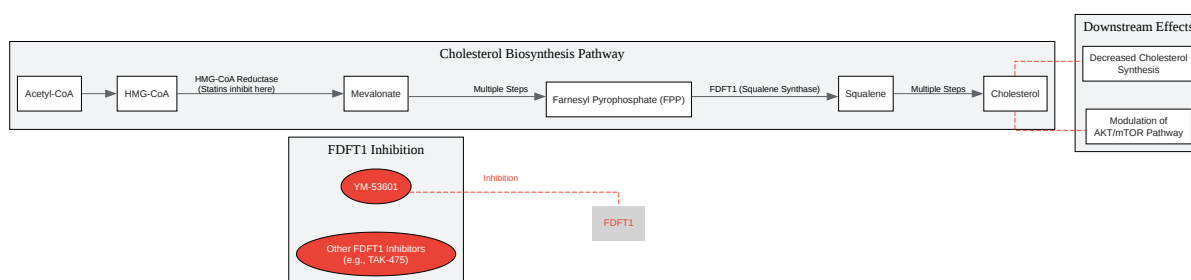 Downstream Effects
Cholesterol Biosynthesis Pathway
Decreased Cholesterol
Synthesis
Acetyl-CoA
HMG-CoA
HMG-CoA Reductase
(Statins inhibit here)
Mevalonate
Multiple Steps
Farnesyl Pyrophosphate (FPP)
FDFT1 (Squalene Synthase)
Squalene
Multiple Steps
Cholesterol
Modulation of
AKT/mTOR Pathway
FDFT1 Inhibition
YM-53601
Inhibition
FDFT1
Other FDFT1 Inhibitors
(e.g., TAK-475)